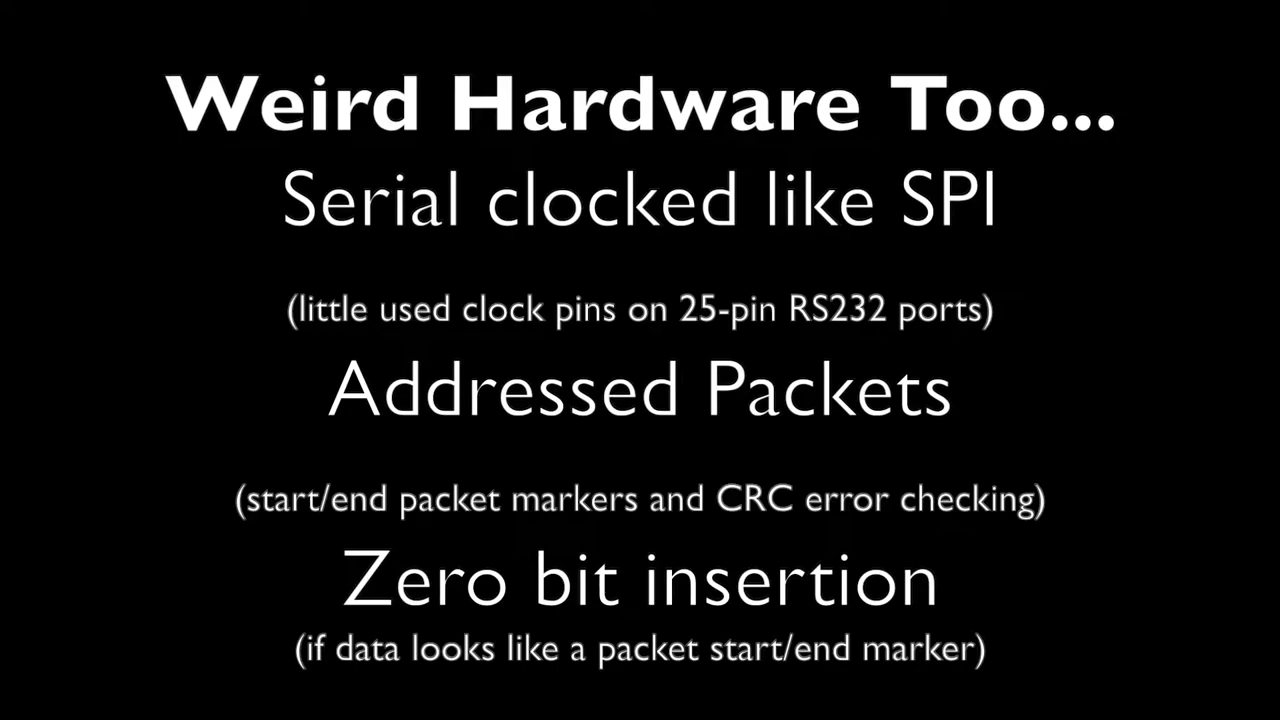 Weird Hardware Too...
Serial clocked like SPI
(little used clock pins on 25-pin RS232 ports)
Addressed Packets
(start/end packet markers and CRC error checking)
Zero bit insertion
(if data looks like a packet start/end marker)